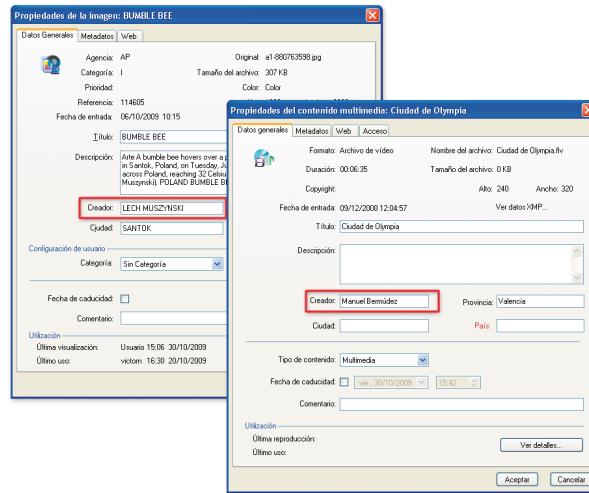 Propiedades de la imagen: BUMBLE BEE
Datos Generales Metadatos Web
Agencia: AP Original: a1-880763598.jpg
Categoría: I Tamaño del archivo: 307 KB
Prioridad: Color: Color
Referencia: 114605
Fecha de entrada: 06/10/2009 10:15
Título: BUMBLE BEE
Descripción: Arte A bumble bee hovers over a
in Santok, Poland, on Tuesday,
across Poland, reaching 32
Muszynski) POLAND BUMBLE
Creador: LECH MUSZYNSKI
Ciudad: SANTOK
Configuración de usuario
Categoría: Sin Categoría
Fecha de caducidad:
Comentario:
Utilización
Última visualización: Usuario 15:06 30/10/2009
Último uso: victorn 16:30 20/10/2009
Propiedades del contenido multimedia: Ciudad de Olympia
Datos generales Metadatos Web Acceso
Formato: Archivo de vídeo Nombre del archivo: Ciudad de Olympia.flv
Duración: 00:06:35 Tamaño del archivo: 0 KB
Copyright: Alto: 240 Ancho: 320
Fecha de entrada: 09/12/2008 12:04:57 Ver datos XMP...
Título: Ciudad de Olympia
Descripción:
Creador: Manuel Bermúdez Provincia: Valencia
Ciudad: País:
Tipo de contenido: Multimedia
Fecha de caducidad: vie , 30/10/2009 15:42
Comentario:
Utilización
Última reproducción:
Último uso: Ver detalles...
Aceptar Cancelar